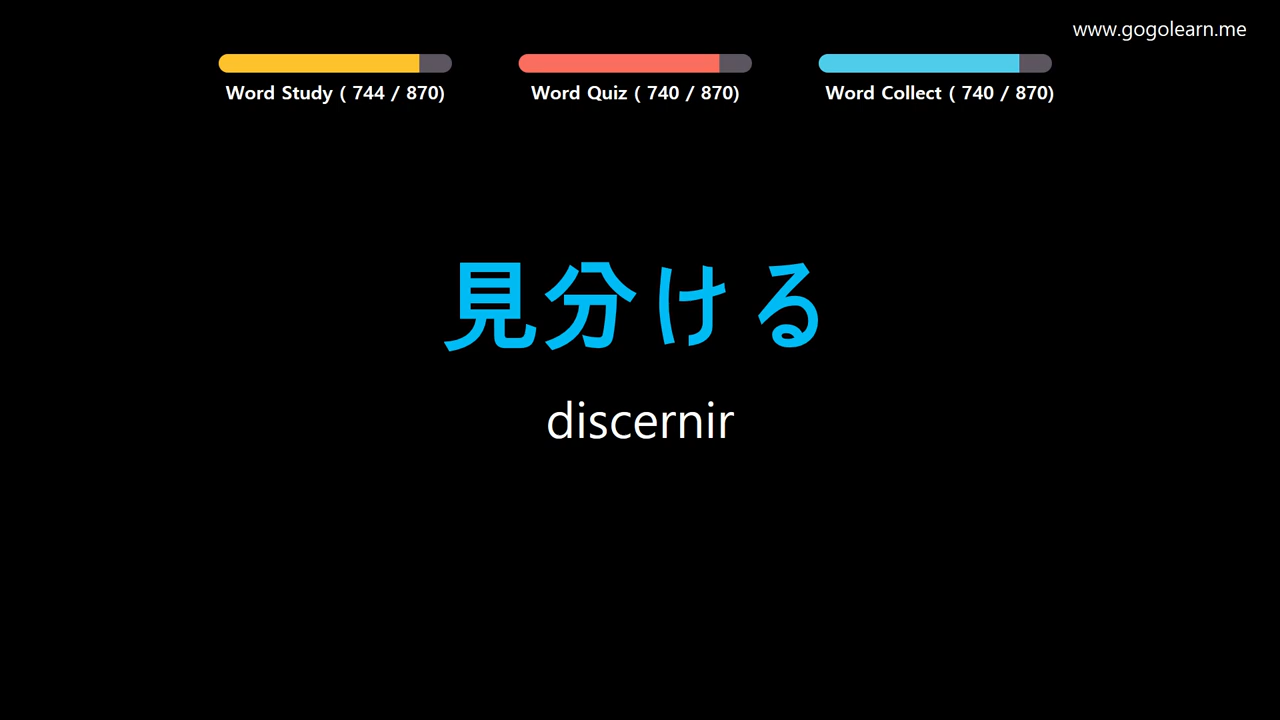 www.gogolearn.me
Word Study ( 744 / 870)
Word Quiz ( 740 / 870)
Word Collect ( 740 / 870)
見分ける
discernir